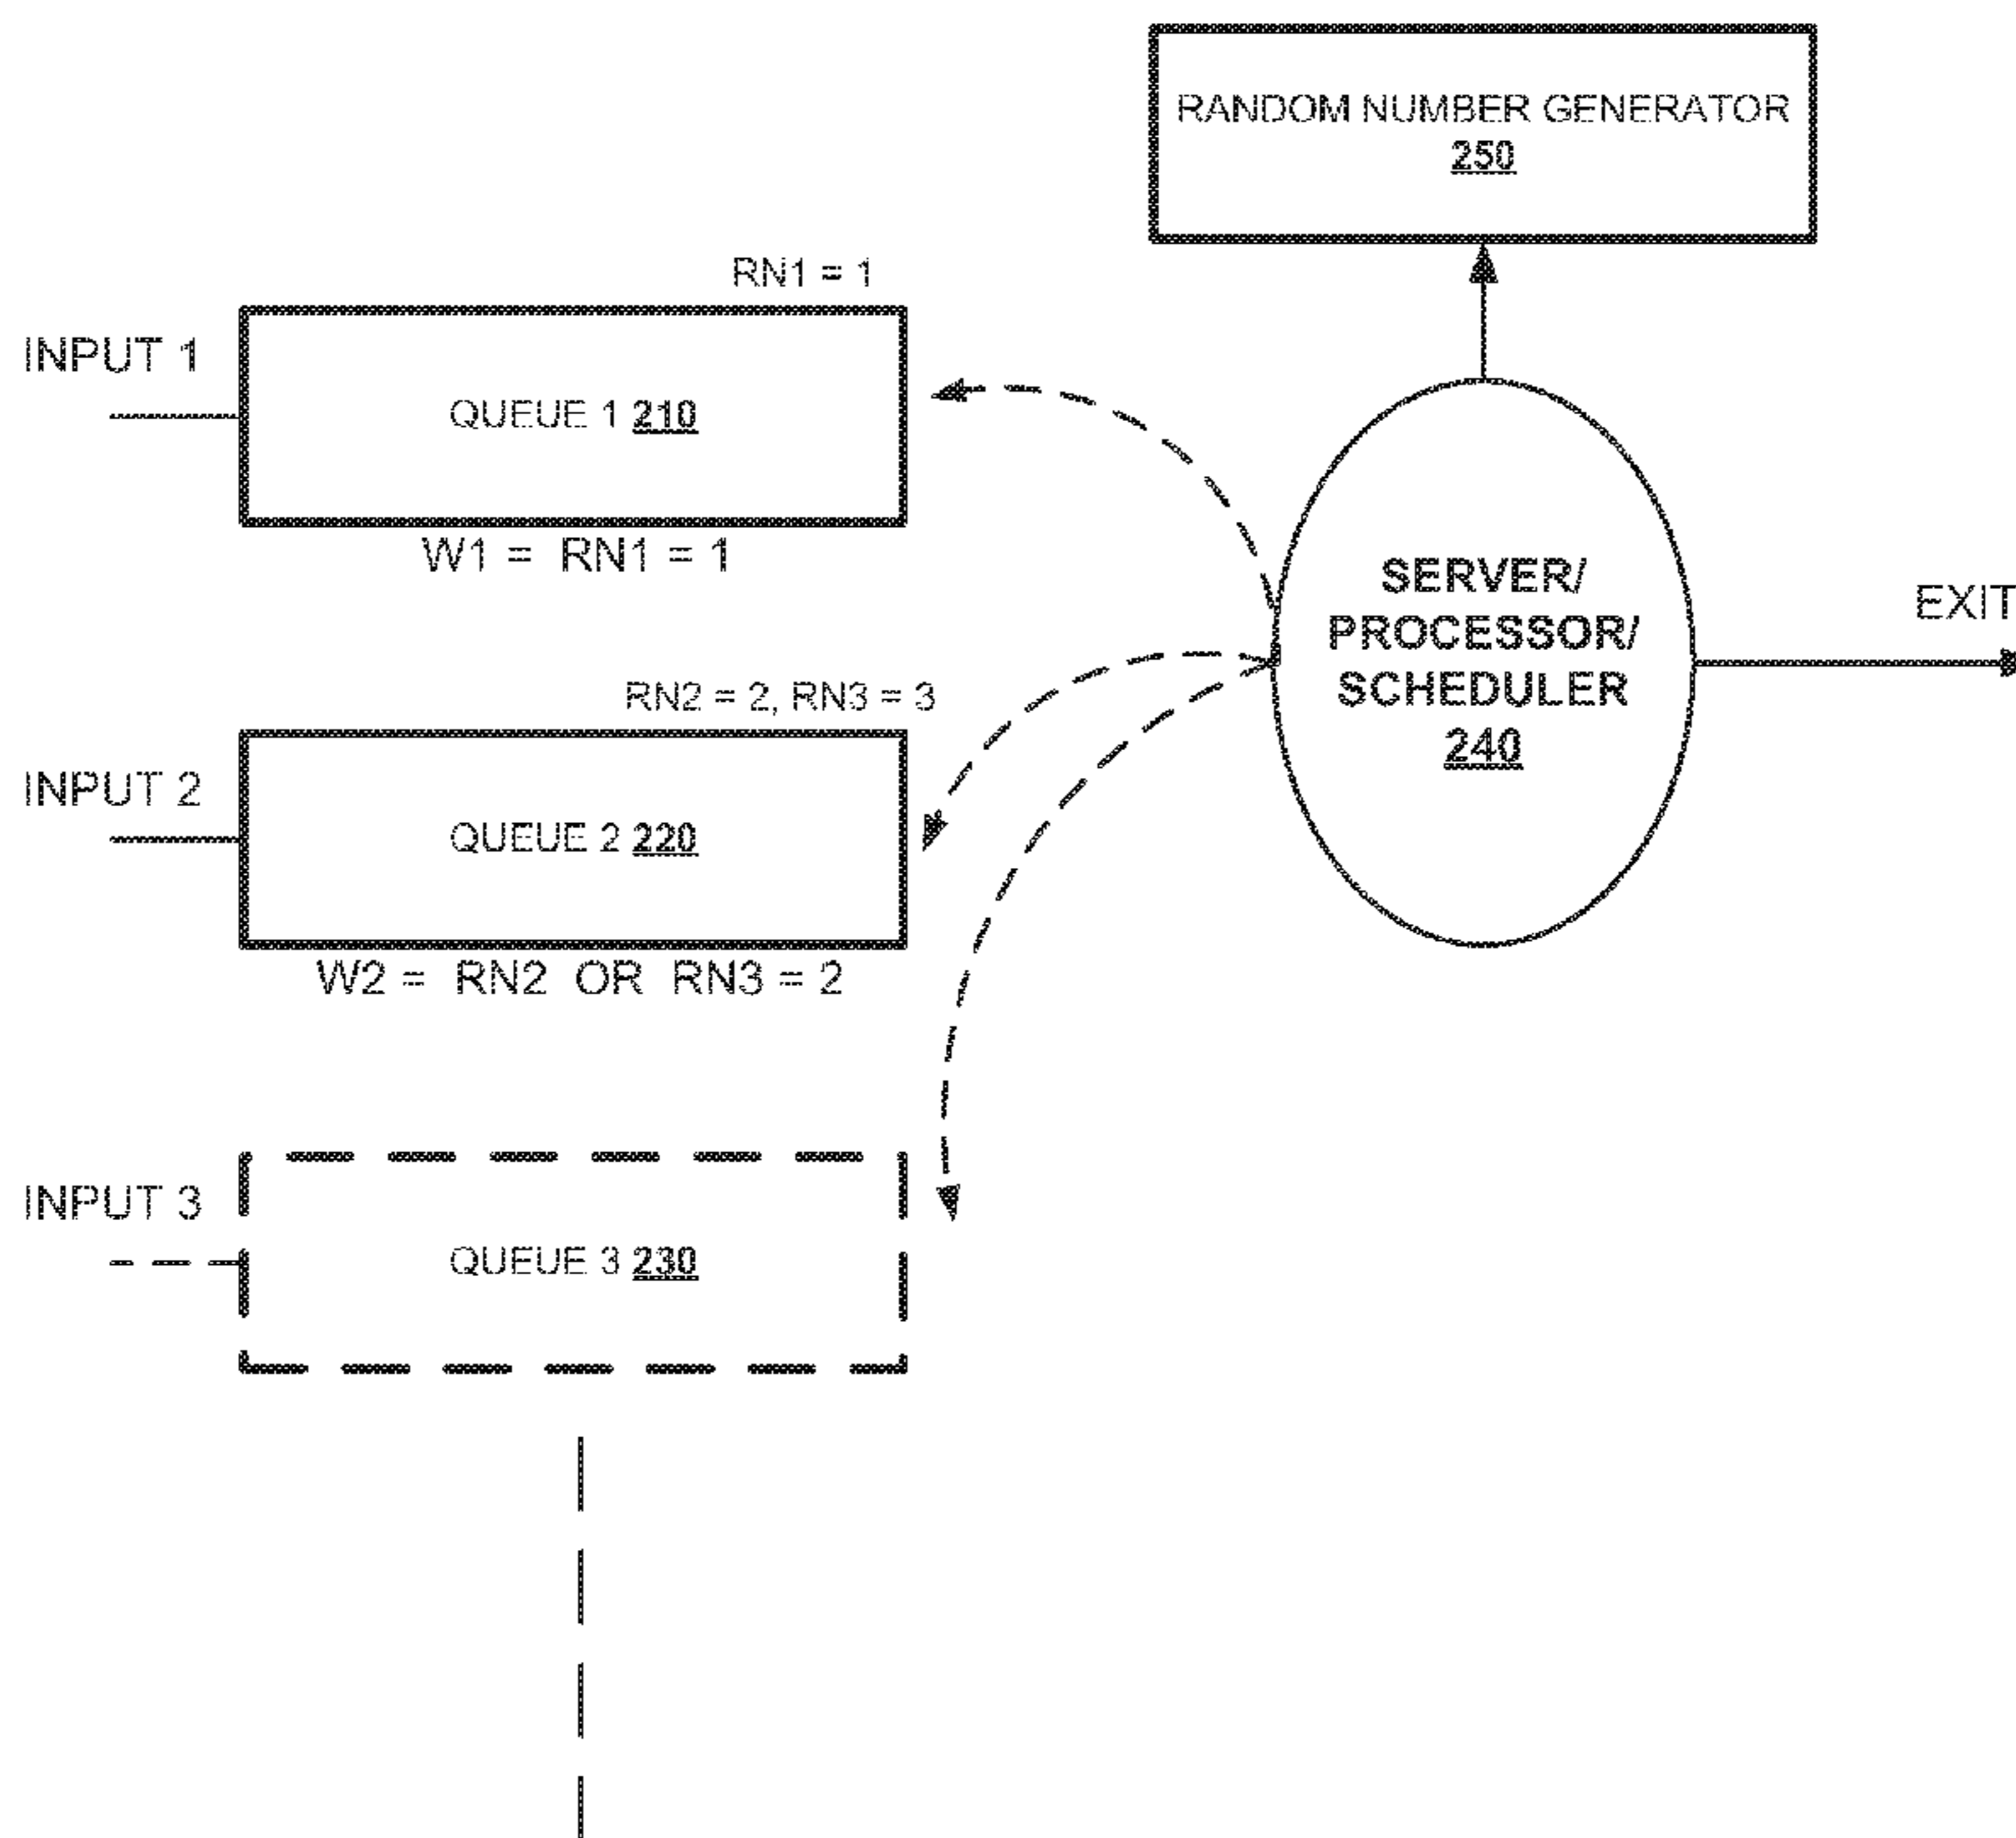 RANDOM NUMBER GENERATOR
250
RN1 = 1
INPUT 1
QUEUE 1 210
W1 = RN1 = 1
SERVER/
PROCESSOR/
SCHEDULER
240
EXIT
RN2 = 2, RN3 = 3
INPUT 2
QUEUE 2 220
W2 = RN2 OR RN3 = 2
INPUT 3
QUEUE 3 230